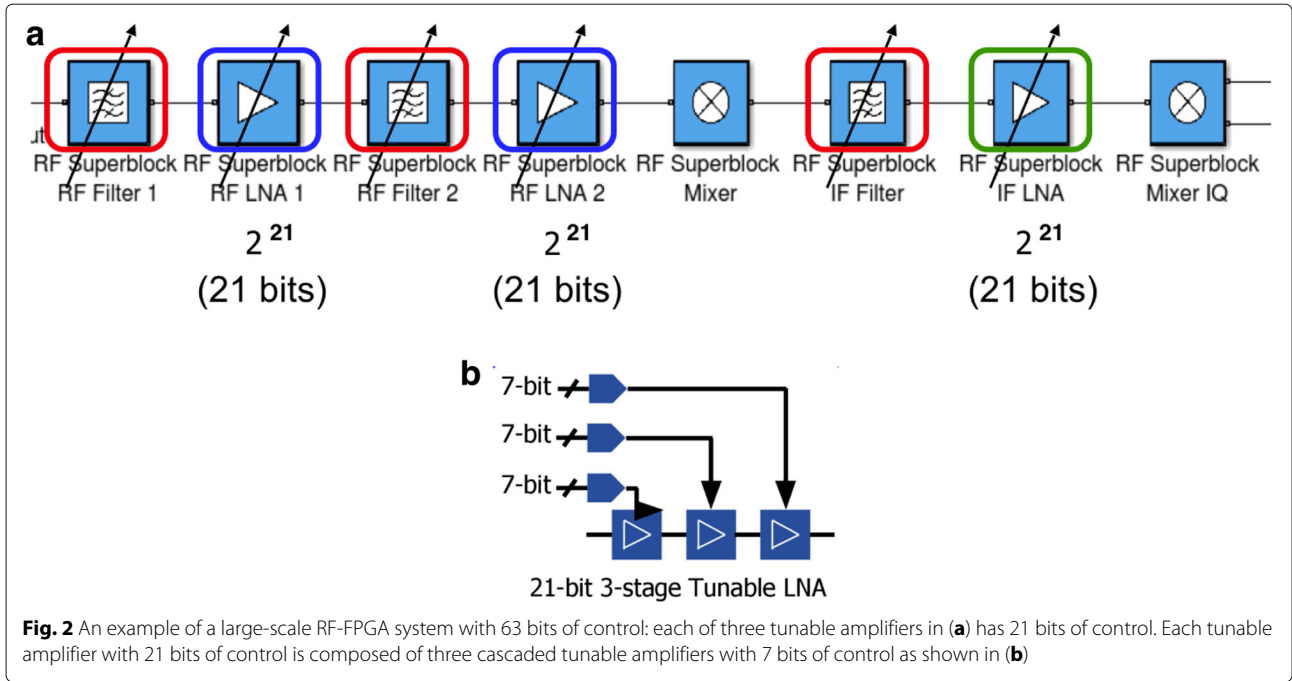 a
ut
RF Superblock RF Superblock RF Superblock RF Superblock RF Superblock RF Superblock RF Superblock RF Superblock
RF Filter 1 RF LNA 1 RF Filter 2 RF LNA 2 Mixer IF Filter IF LNA Mixer IQ
2 21 2 21 2 21
(21 bits) (21 bits) (21 bits)
b
7-bit
7-bit
7-bit
21-bit 3-stage Tunable LNA
Fig. 2 An example of a large-scale RF-FPGA system with 63 bits of control: each of three tunable amplifiers in (a) has 21 bits of control. Each tunable
amplifier with 21 bits of control is composed of three cascaded tunable amplifiers with 7 bits of control as shown in (b)